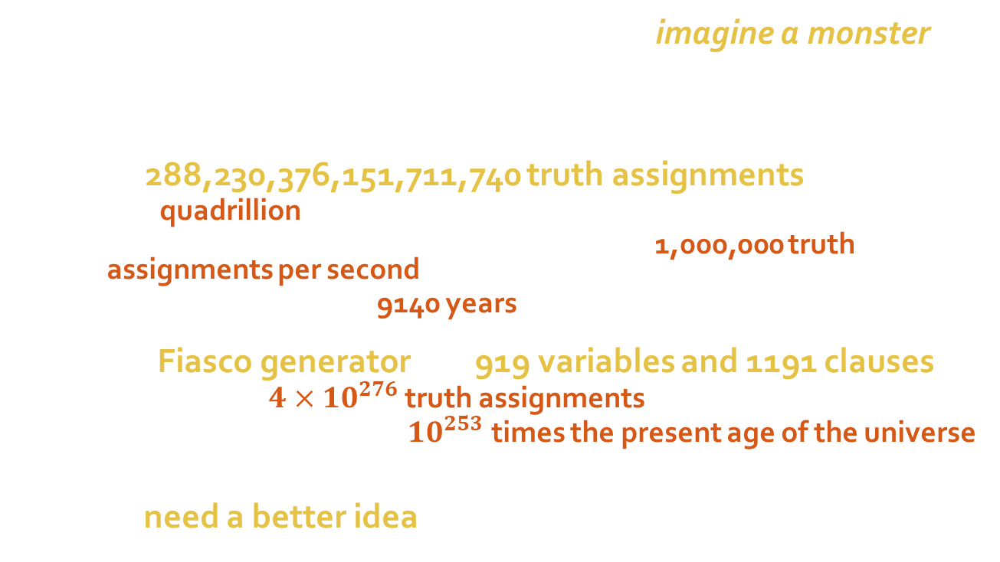 imagine a monster
288,230,376,151,711,740 truth assignments
quadrillion
1,000,000 truth
assignments per second
9140 years
Fiasco generator 919 variables and 1191 clauses
4 × 10^276 truth assignments
10^253 times the present age of the universe
need a better idea